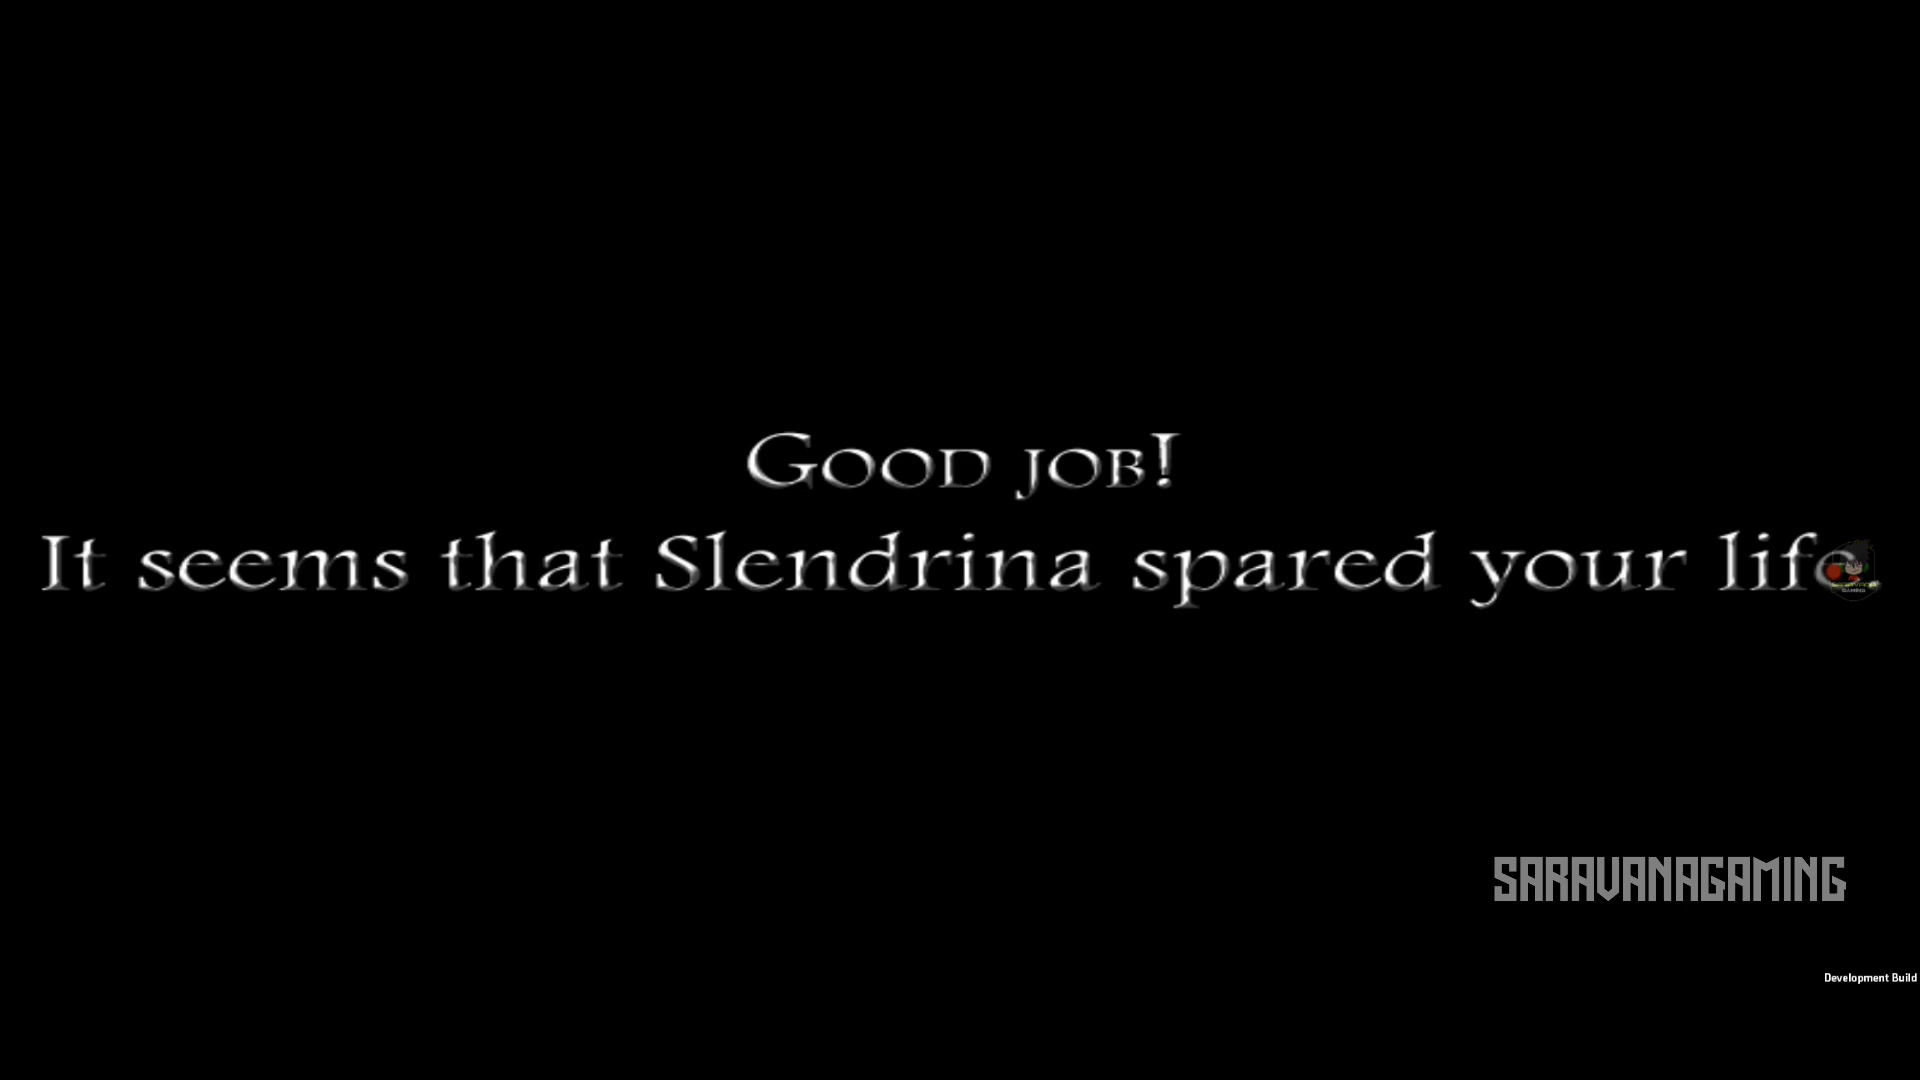 Good job!
It seems that Slendrina spared your life
SARAVANAGAMING
Development Build